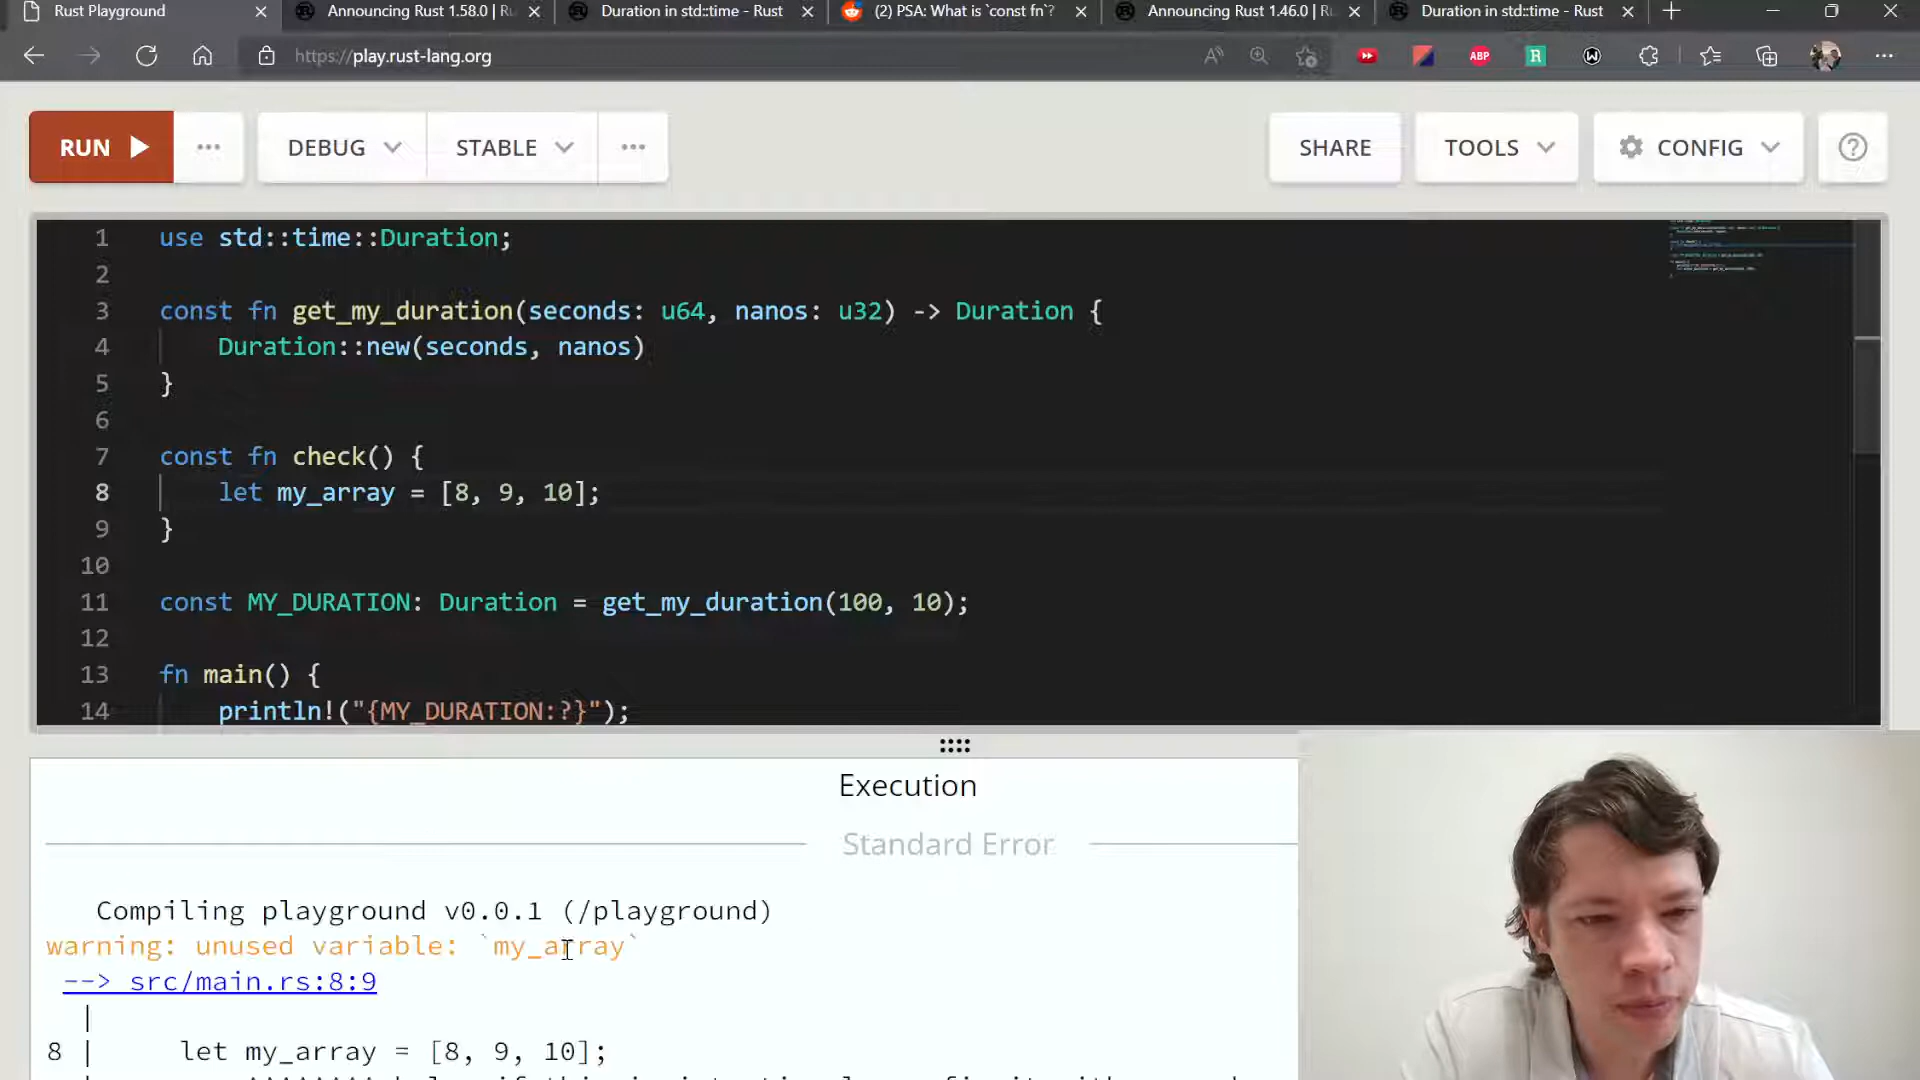 Rust Playground
Announcing Rust 1.58.0 | Ru
Duration in std::time - Rust
(2) PSA: What is `const fn`?
Announcing Rust 1.46.0 | Ru
Duration in std::time - Rust
https://play.rust-lang.org
ABP
R
RUN
DEBUG
STABLE
SHARE
TOOLS
CONFIG
1 use std::time::Duration;
2
3 const fn get_my_duration(seconds: u64, nanos: u32) -> Duration {
4 Duration::new(seconds, nanos)
5 }
6
7 const fn check() {
8 let my_array = [8, 9, 10];
9 }
10
11 const MY_DURATION: Duration = get_my_duration(100, 10);
12
13 fn main() {
14 println!("{MY_DURATION:?}");
Execution
Standard Error
Compiling playground v0.0.1 (/playground)
warning: unused variable: `my_array`
--> src/main.rs:8:9
|
8 | let my_array = [8, 9, 10];